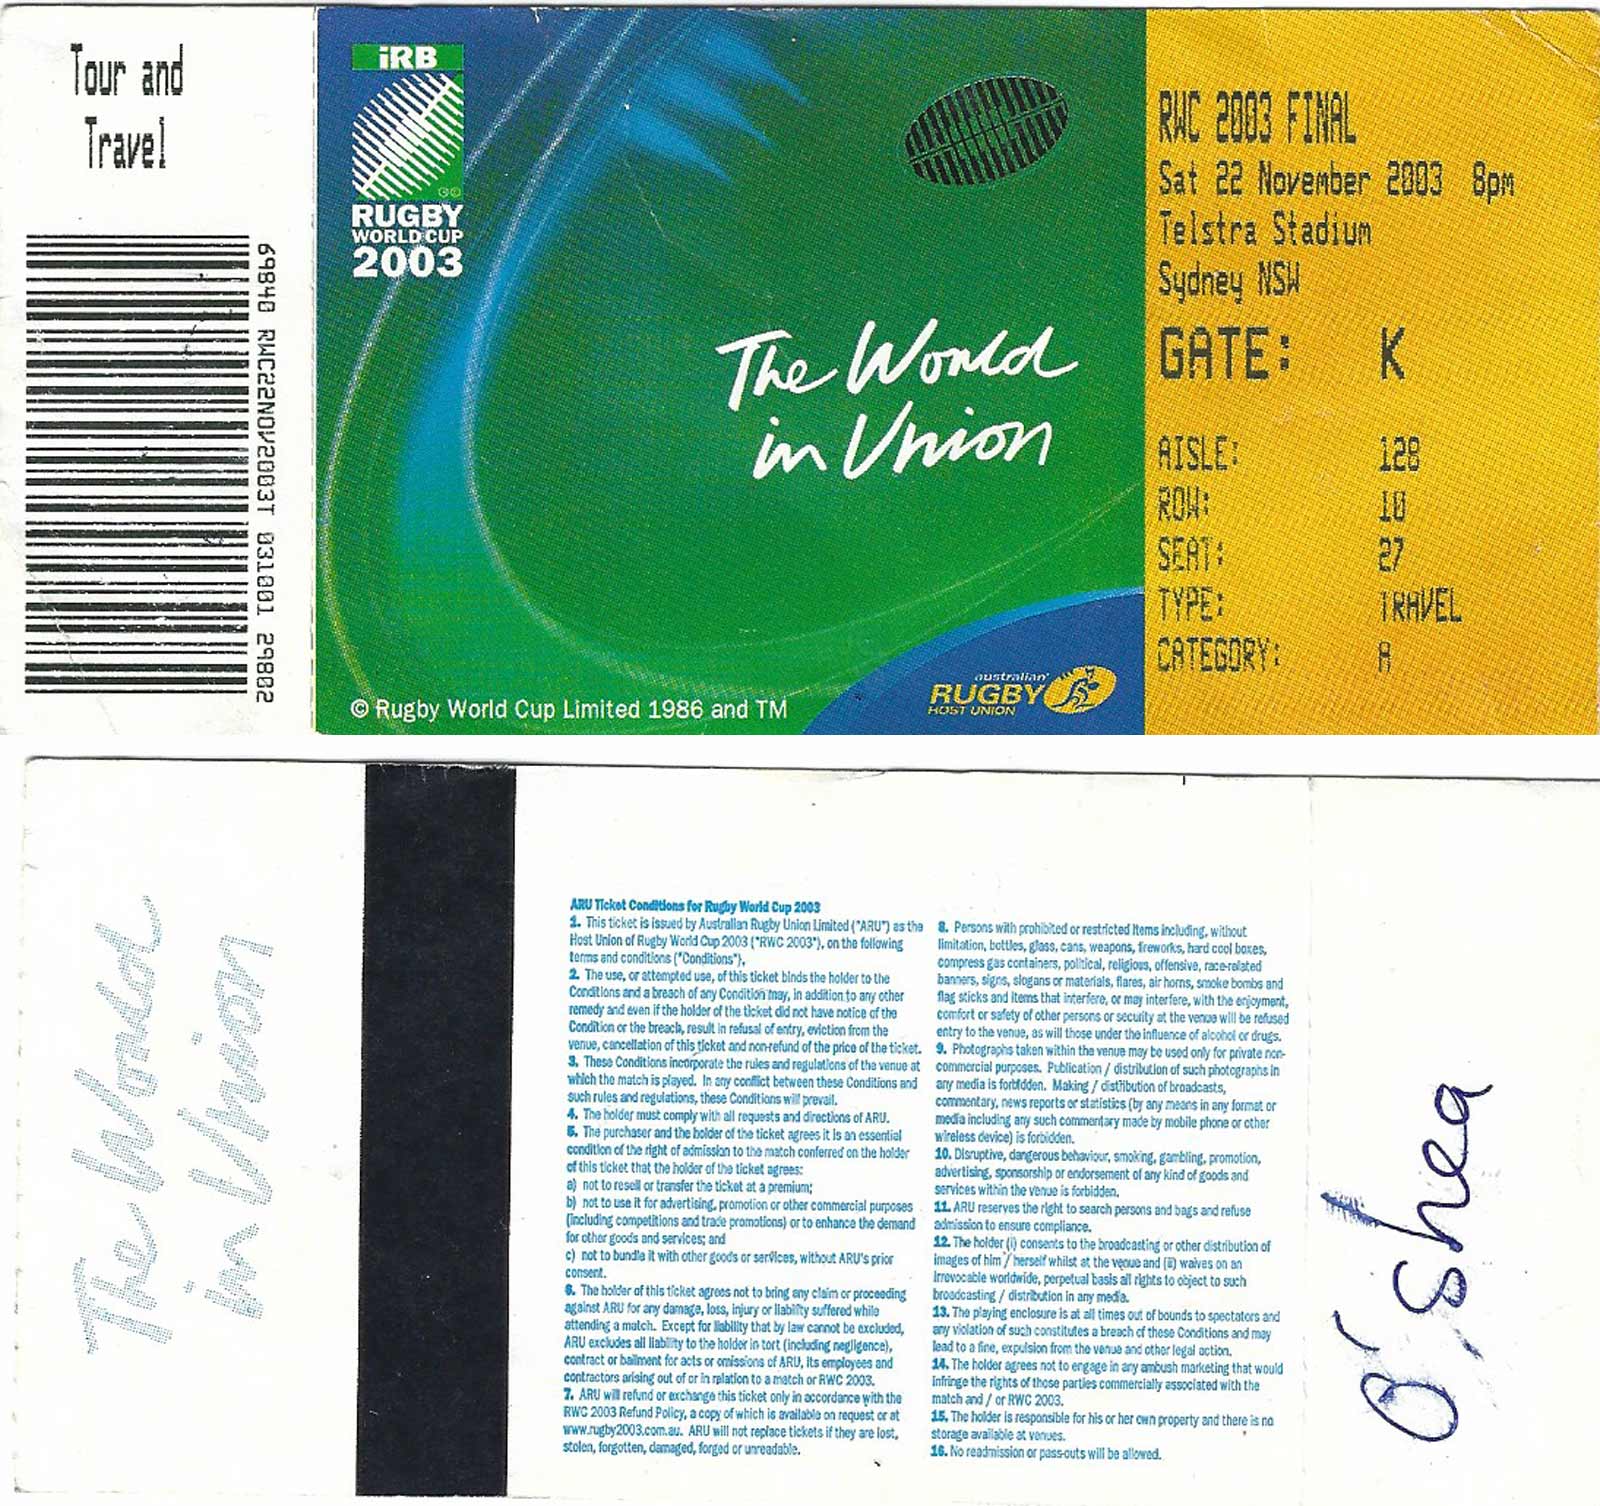 Tour and
Travel
69840 RWC22NOV2003T 031001 29802
iRB
RUGBY
WORLD CUP
2003
The World
in Union
© Rugby World Cup Limited 1986 and TM
australian
RUGBY
HOST UNION
RWC 2003 FINAL
Sat 22 November 2003 8pm
Telstra Stadium
Sydney NSW
GATE: K
AISLE: 128
ROW: 10
SEAT: 27
TYPE: TRAVEL
CATEGORY: A
The World
in Union
ARU Ticket Conditions for Rugby World Cup 2003
1. This ticket is issued by Australian Rugby Union Limited ("ARU") as the
Host Union of Rugby World Cup 2003 ("RWC 2003"), on the following
terms and conditions ("Conditions").
2. The use, or attempted use, of this ticket binds the holder to the
Conditions and a breach of any Condition may, in addition to any other
remedy and even if the holder of the ticket did not have notice of the
Condition or the breach, result in refusal of entry, eviction from the
venue, cancellation of this ticket and non-refund of the price of the ticket.
3. These Conditions incorporate the rules and regulations of the venue at
which the match is played. In any conflict between these Conditions and
such rules and regulations, these Conditions will prevail.
4. The holder must comply with all requests and directions of ARU.
5. The purchaser and the holder of the ticket agrees it is an essential
condition of the right of admission to the match conferred on the holder
of this ticket that the holder of the ticket agrees:
a) not to resell or transfer the ticket at a premium;
b) not to use it for advertising, promotion or other commercial purposes
(including competitions and trade promotions) or to enhance the demand
for other goods and services; and
c) not to bundle it with other goods or services, without ARU's prior
consent.
6. The holder of this ticket agrees not to bring any claim or proceeding
against ARU for any damage, loss, injury or liability suffered while
attending a match. Except for liability that by law cannot be excluded,
ARU excludes all liability to the holder in tort (including negligence),
contract or bailment for acts or omissions of ARU, its employees and
contractors arising out of or in relation to a match or RWC 2003.
7. ARU will refund or exchange this ticket only in accordance with the
RWC 2003 Refund Policy, a copy of which is available on request or at
www.rugby2003.com.au. ARU will not replace tickets if they are lost,
stolen, forgotten, damaged, forged or unreadable.
8. Persons with prohibited or restricted items including, without
limitation, bottles, glass, cans, weapons, fireworks, hard cool boxes,
compress gas containers, political, religious, offensive, race-related
banners, signs, slogans or materials, flares, air horns, smoke bombs and
flag sticks and items that interfere, or may interfere, with the enjoyment,
comfort or safety of other persons or security at the venue will be refused
entry to the venue, as will those under the influence of alcohol or drugs.
9. Photographs taken within the venue may be used only for private non-
commercial purposes. Publication / distribution of such photographs in
any media is forbidden. Making / distribution of broadcasts,
commentary, news reports or statistics (by any means in any format or
media including any such commentary made by mobile phone or other
wireless device) is forbidden.
10. Disruptive, dangerous behaviour, smoking, gambling, promotion,
advertising, sponsorship or endorsement of any kind of goods and
services within the venue is forbidden.
11. ARU reserves the right to search persons and bags and refuse
admission to ensure compliance.
12. The holder (i) consents to the broadcasting or other distribution of
images of him / herself whilst at the venue and (ii) waives on an
irrevocable worldwide, perpetual basis all rights to object to such
broadcasting / distribution in any media.
13. The playing enclosure is at all times out of bounds to spectators and
any violation of such constitutes a breach of these Conditions and may
lead to a fine, expulsion from the venue and other legal action.
14. The holder agrees not to engage in any ambush marketing that would
infringe the rights of those parties commercially associated with the
match and / or RWC 2003.
15. The holder is responsible for his or her own property and there is no
storage available at venues.
16. No readmission or pass-outs will be allowed.
O'Shea